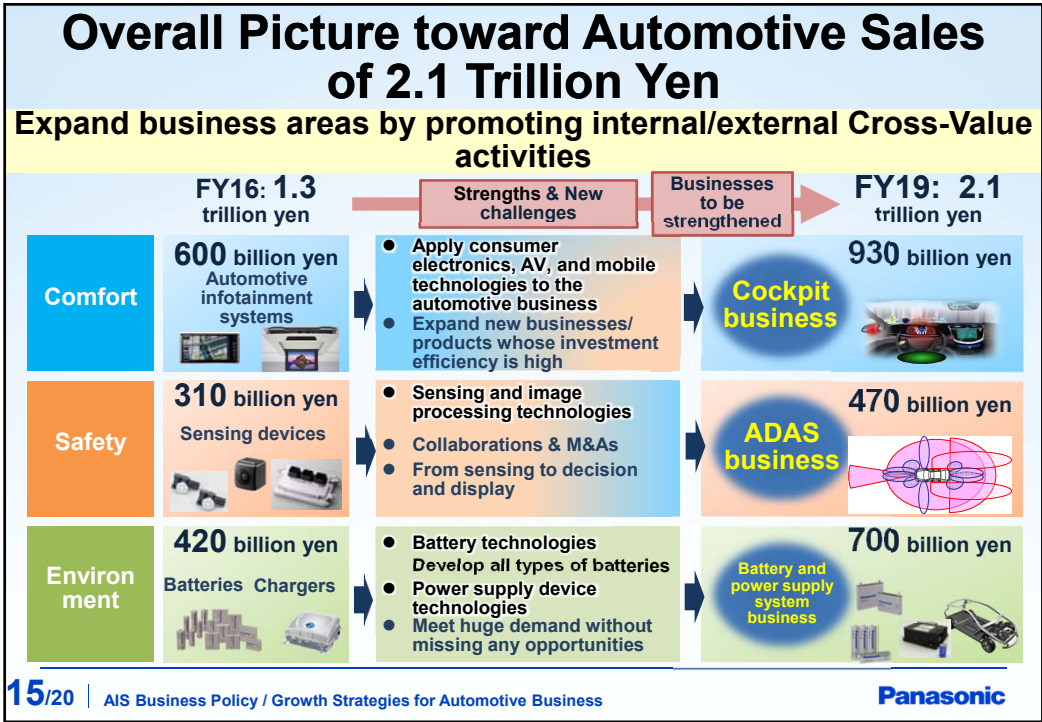 Overall Picture toward Automotive Sales
of 2.1 Trillion Yen
Expand business areas by promoting internal/external Cross-Value
activities
FY16: 1.3
trillion yen
Strengths & New
challenges
Businesses
to be
strengthened
FY19: 2.1
trillion yen
Comfort
600 billion yen
Automotive
infotainment
systems
● Apply consumer
electronics, AV, and mobile
technologies to the
automotive business
● Expand new businesses/
products whose investment
efficiency is high
Cockpit
business
930 billion yen
Safety
310 billion yen
Sensing devices
● Sensing and image
processing technologies
● Collaborations & M&As
● From sensing to decision
and display
ADAS
business
470 billion yen
Environ
ment
420 billion yen
Batteries Chargers
● Battery technologies
Develop all types of batteries
● Power supply device
technologies
● Meet huge demand without
missing any opportunities
Battery and
power supply
system
business
700 billion yen
15/20 | AIS Business Policy / Growth Strategies for Automotive Business
Panasonic